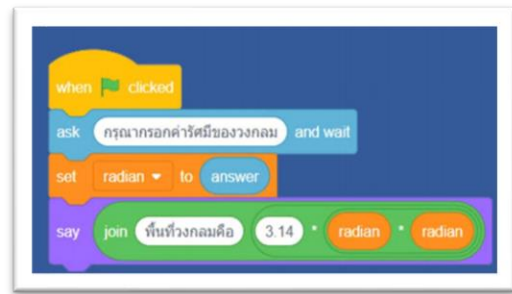 when clicked
ask กรุณากรอกค่ารัศมีของวงกลม and wait
set radian to answer
say join พื้นที่วงกลมคือ 3.14 * radian * radian